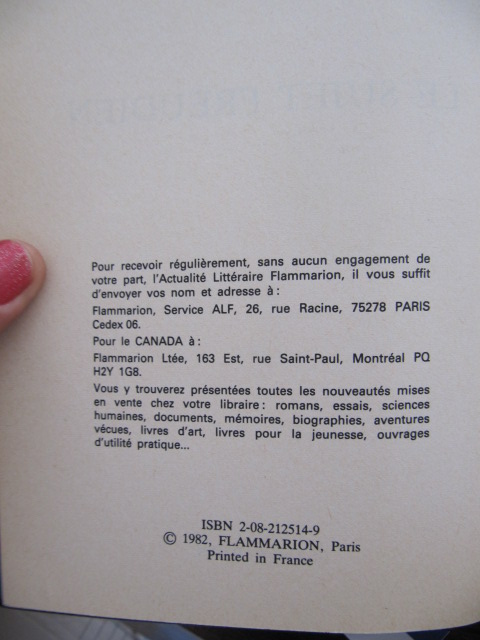 Pour recevoir régulièrement, sans aucun engagement de
votre part, l'Actualité Littéraire Flammarion, il vous suffit
d'envoyer vos nom et adresse à :
Flammarion, Service ALF, 26, rue Racine, 75278 PARIS
Cedex 06.
Pour le CANADA à :
Flammarion Ltée, 163 Est, rue Saint-Paul, Montréal PQ
H2Y 1G8.
Vous y trouverez présentées toutes les nouveautés mises
en vente chez votre libraire : romans, essais, sciences
humaines, documents, mémoires, biographies, aventures
vécues, livres d'art, livres pour la jeunesse, ouvrages
d'utilité pratique...
ISBN 2-08-212514-9
© 1982, FLAMMARION, Paris
Printed in France